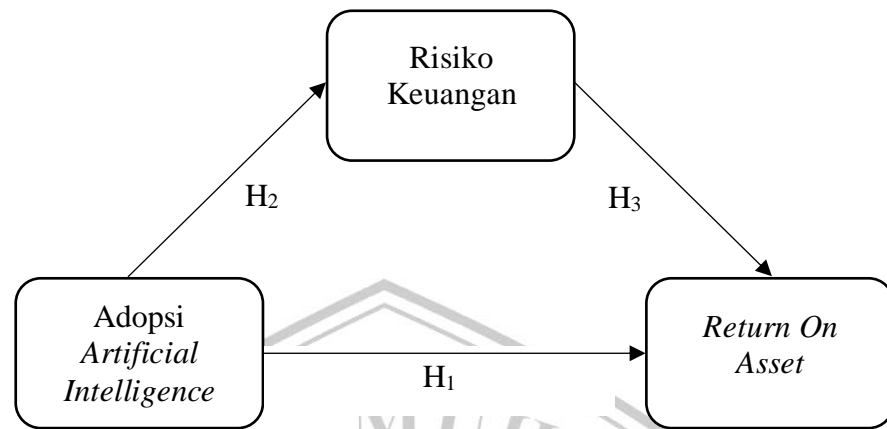 Risiko
Keuangan
H2
H3
Adopsi
Artificial
Intelligence
H1
Return On
Asset